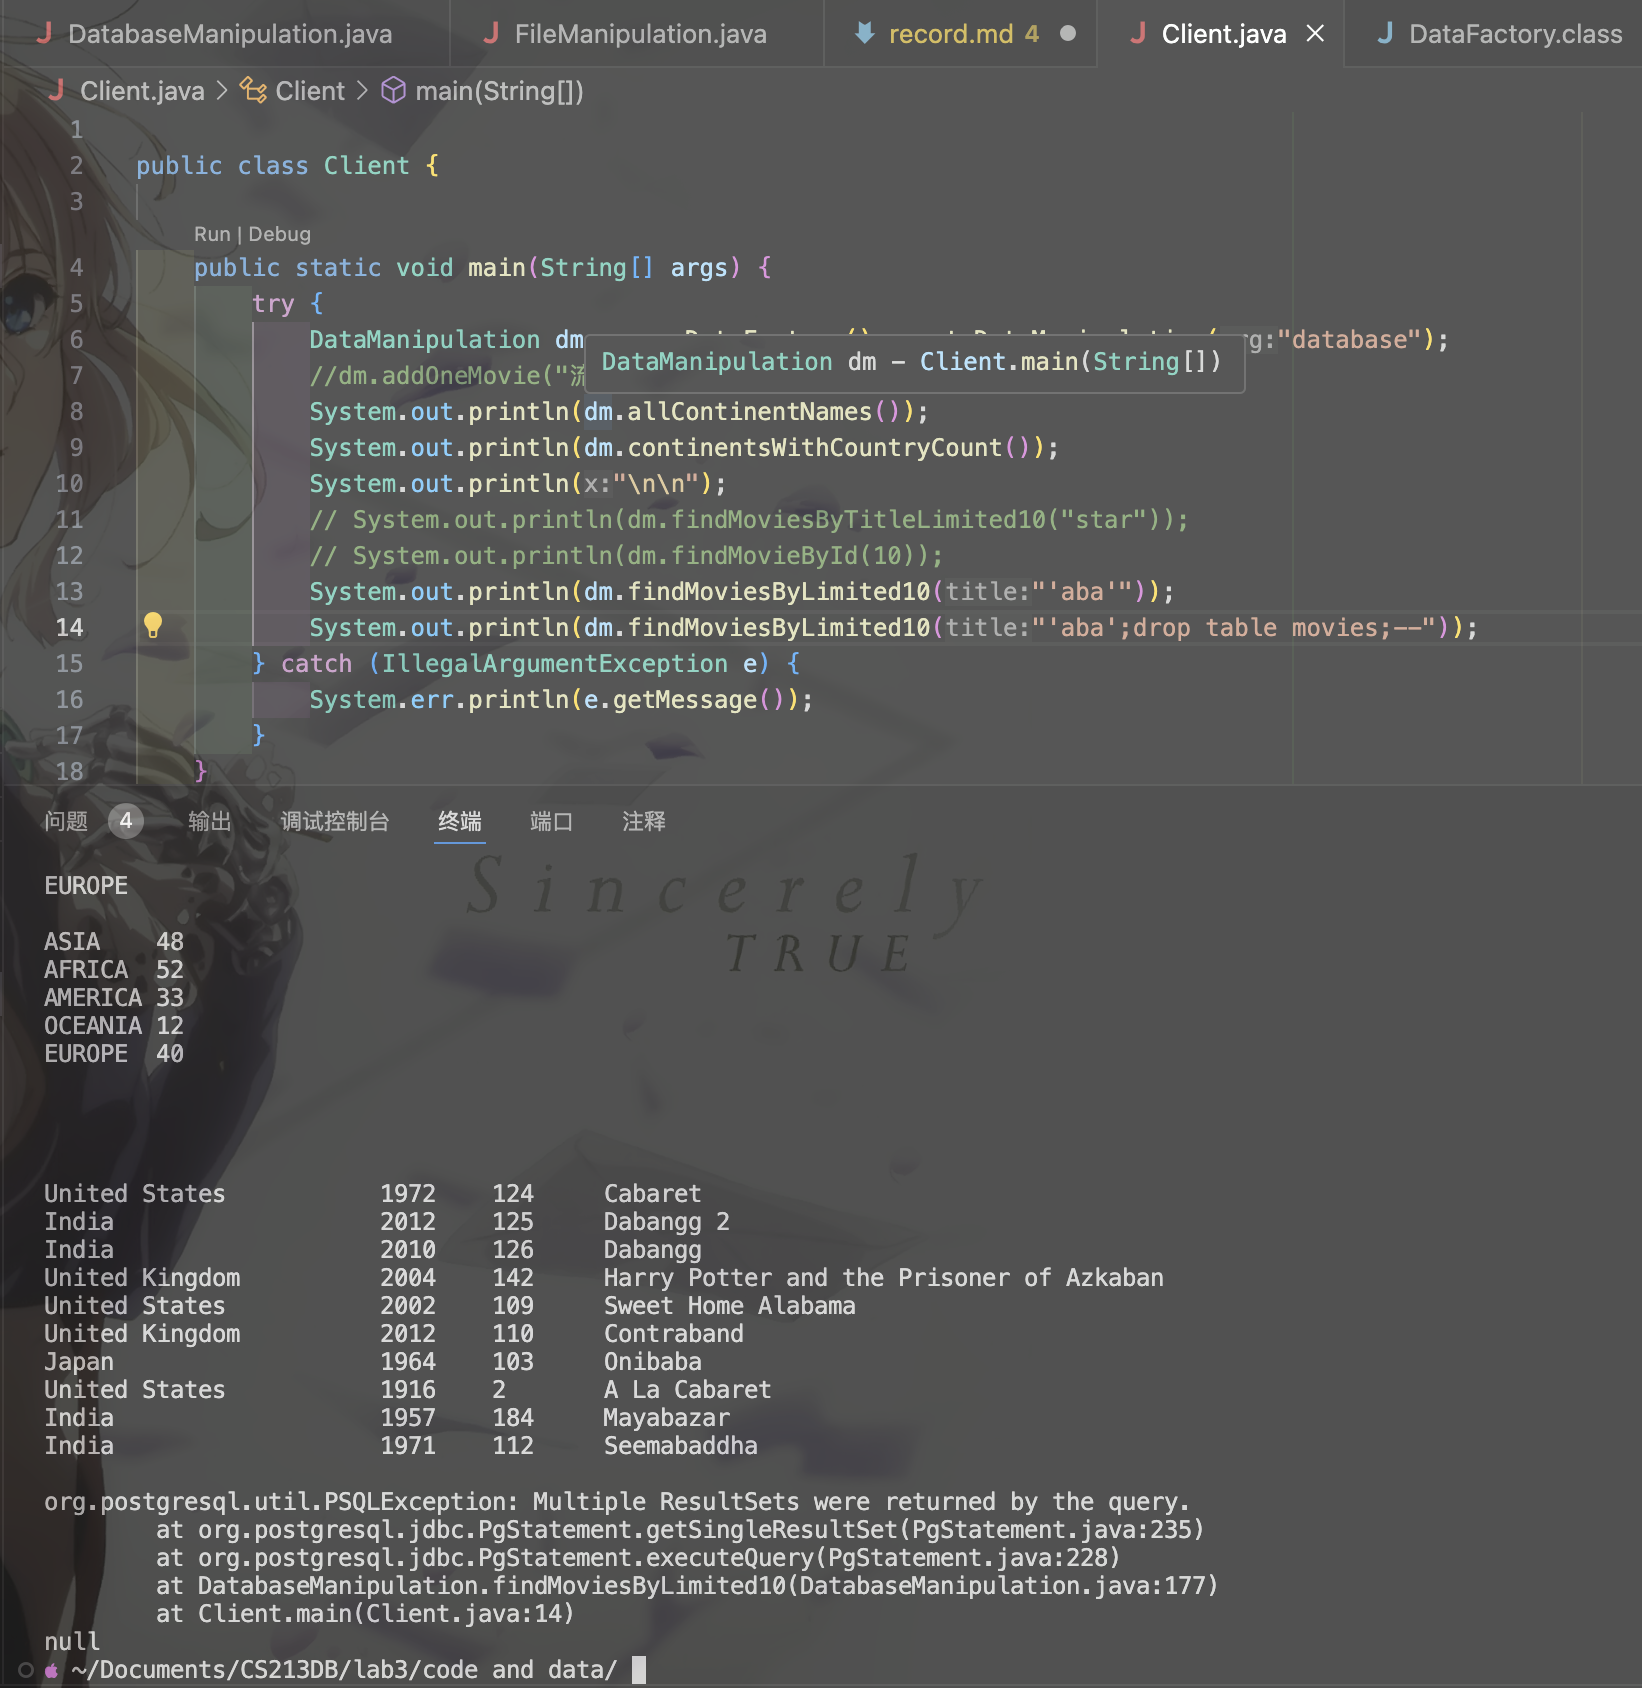 DatabaseManipulation.java FileManipulation.java record.md 4 Client.java DataFactory.class
Client.java > Client > main(String[])
1
2 public class Client {
3
Run | Debug
4 public static void main(String[] args) {
5 try {
6 DataManipulation dm "database");
DataManipulation dm - Client.main(String[])
7 //dm.addOneMovie("流
8 System.out.println(dm.allContinentNames());
9 System.out.println(dm.continentsWithCountryCount());
10 System.out.println(x:"\n\n");
11 // System.out.println(dm.findMoviesByTitleLimited10("star"));
12 // System.out.println(dm.findMovieById(10));
13 System.out.println(dm.findMoviesByLimited10(title:"'aba'"));
14 System.out.println(dm.findMoviesByLimited10(title:"'aba';drop table movies;--"));
15 } catch (IllegalArgumentException e) {
16 System.err.println(e.getMessage());
17 }
18 }
问题 4 输出 调试控制台 终端 端口 注释
Sincerely
TRUE
EUROPE
ASIA 48
AFRICA 52
AMERICA 33
OCEANIA 12
EUROPE 40
United States 1972 124 Cabaret
India 2012 125 Dabangg 2
India 2010 126 Dabangg
United Kingdom 2004 142 Harry Potter and the Prisoner of Azkaban
United States 2002 109 Sweet Home Alabama
United Kingdom 2012 110 Contraband
Japan 1964 103 Onibaba
United States 1916 2 A La Cabaret
India 1957 184 Mayabazar
India 1971 112 Seemabaddha
org.postgresql.util.PSQLException: Multiple ResultSets were returned by the query.
at org.postgresql.jdbc.PgStatement.getSingleResultSet(PgStatement.java:235)
at org.postgresql.jdbc.PgStatement.executeQuery(PgStatement.java:228)
at DatabaseManipulation.findMoviesByLimited10(DatabaseManipulation.java:177)
at Client.main(Client.java:14)
null
~/Documents/CS213DB/lab3/code and data/